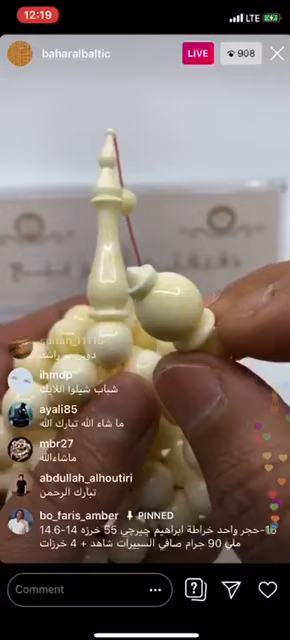 12:19
LTE
baharalbaltic
LIVE
908
ihmdp
شباب شيلوا اللايك
ayali85
ما شاء الله تبارك الله
mbr27
ماشاءالله
abdullah_alhoutiri
تبارك الرحمن
bo_faris_amber PINNED
16-حجر واحد خراطة ابراهيم جيرجي 55 خرزه 14-14.6
ملي 90 جرام صافي السبيرات شاهد + 4 خرزات
Comment